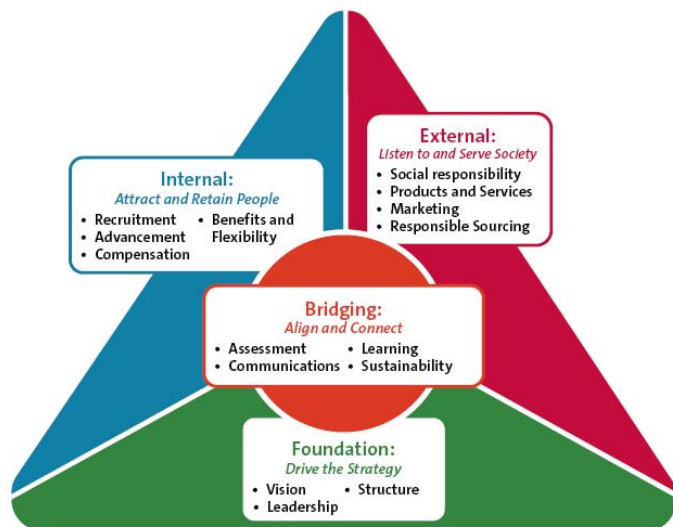 External:
Listen to and Serve Society
• Social responsibility
• Products and Services
• Marketing
• Responsible Sourcing
Internal:
Attract and Retain People
• Recruitment
• Advancement
• Compensation
• Benefits and
Flexibility
Bridging:
Align and Connect
• Assessment
• Communications
• Learning
• Sustainability
Foundation:
Drive the Strategy
• Vision
• Leadership
• Structure